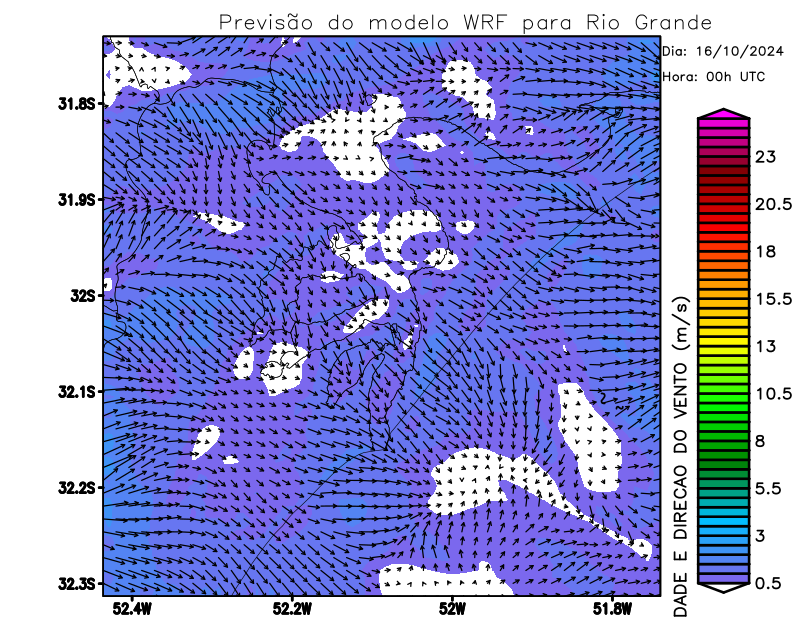 Previsão do modelo WRF para Rio Grande
Dia: 16/10/2024
Hora: 00h UTC
31.8S
31.9S
32S
32.1S
32.2S
32.3S
52.4W
52.2W
52W
51.8W
DADE E DIRECAO DO VENTO (m/s)
23
20.5
18
15.5
13
10.5
8
5.5
3
0.5